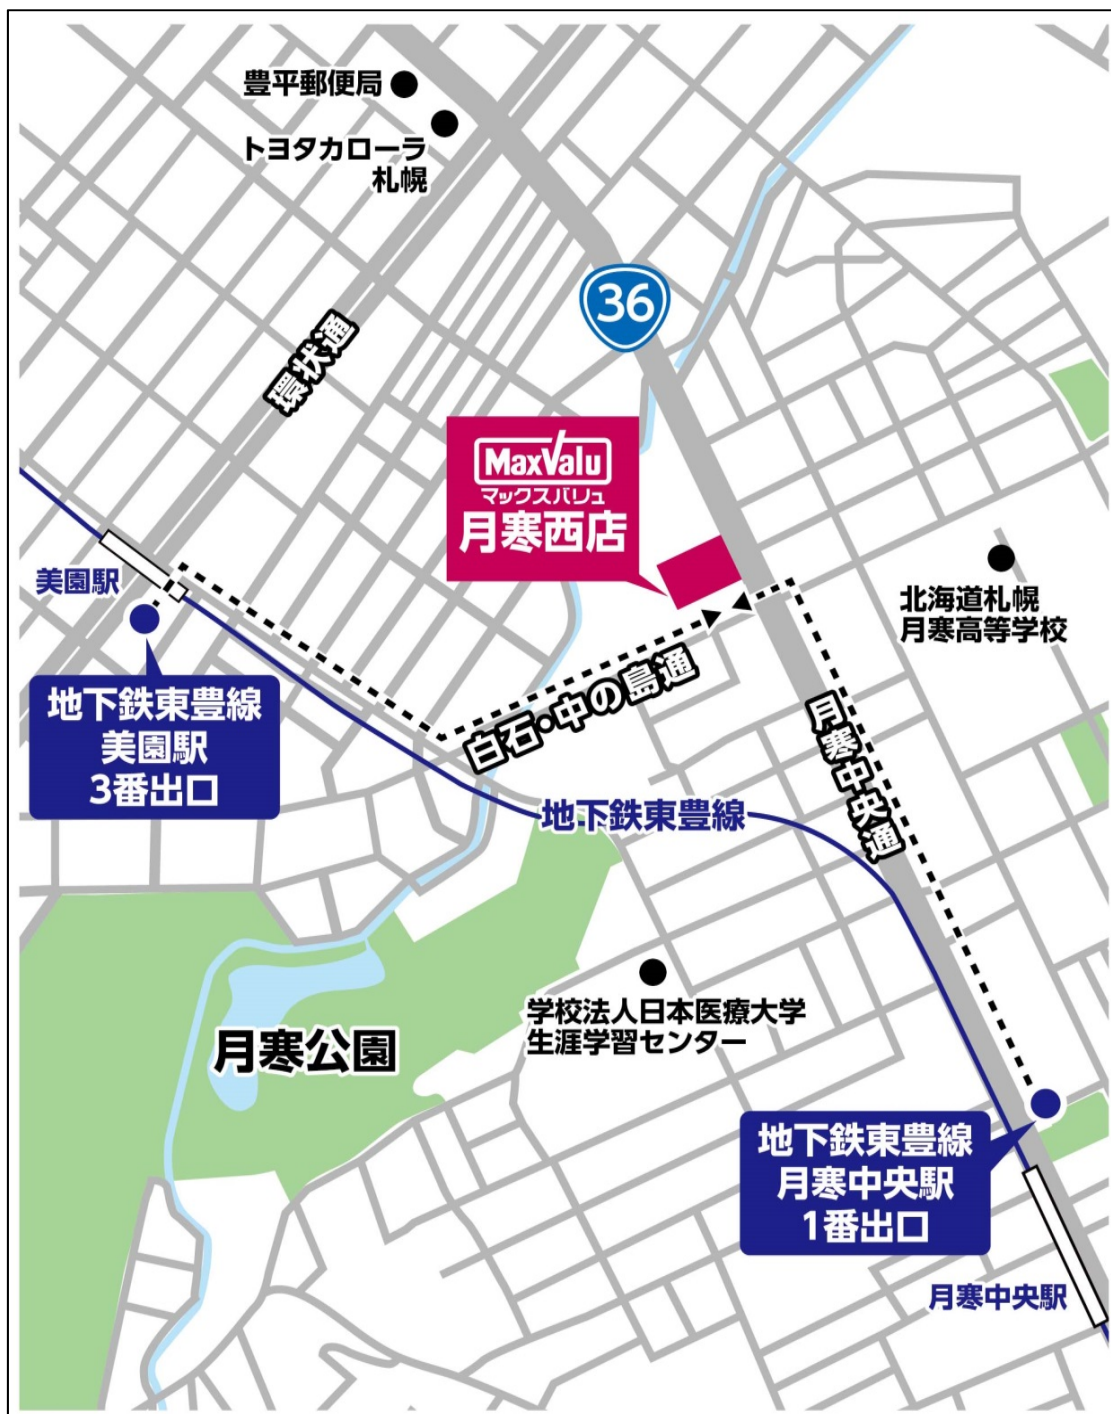 豊平郵便局
トヨタカローラ
札幌
36
環状通
MaxValu
マックスバリュ
月寒西店
美園駅
北海道札幌
月寒高等学校
地下鉄東豊線
美園駅
3番出口
白石・中の島通
月寒中央通
地下鉄東豊線
学校法人日本医療大学
生涯学習センター
月寒公園
地下鉄東豊線
月寒中央駅
1番出口
月寒中央駅